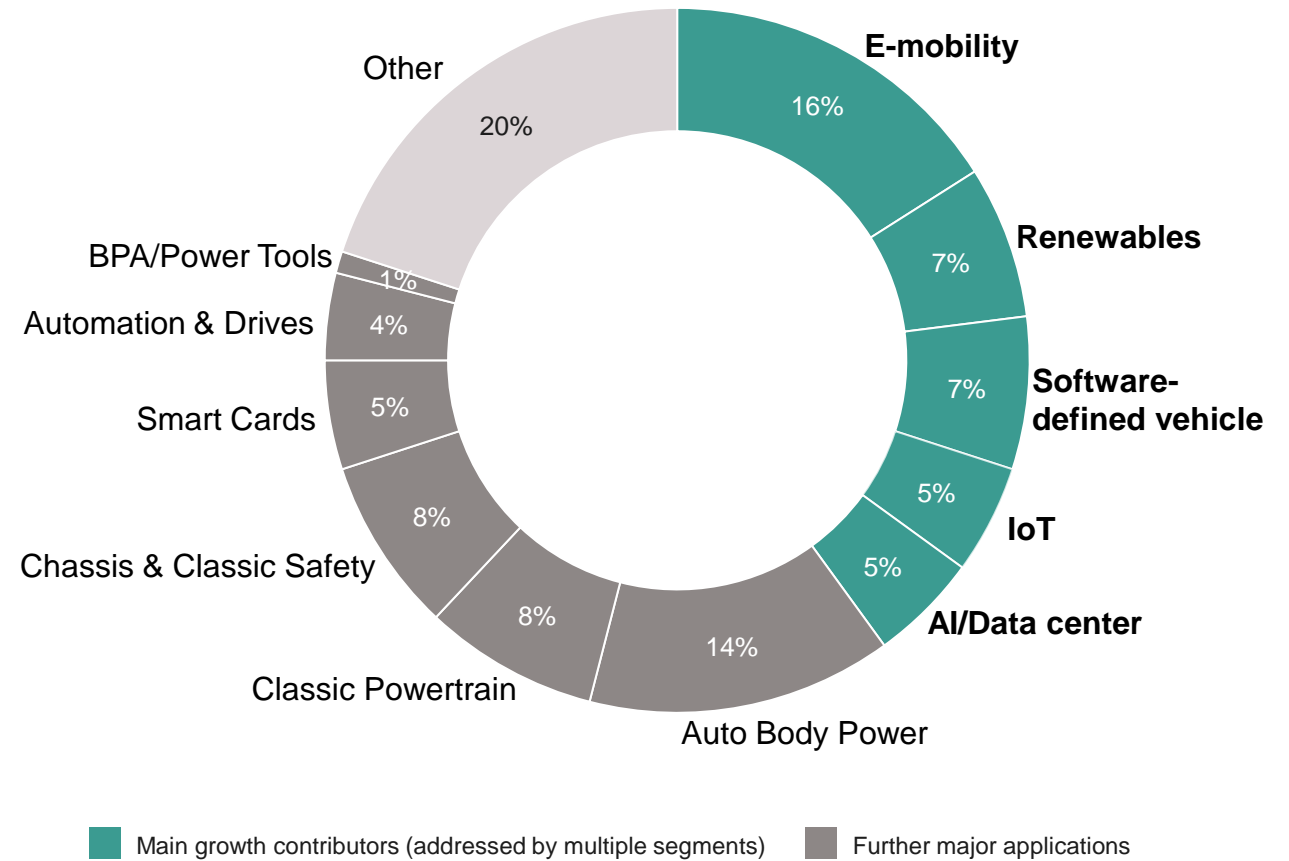 E-mobility
16%
Renewables
7%
Software-
defined vehicle
7%
IoT
5%
AI/Data center
5%
Auto Body Power
14%
Classic Powertrain
8%
Chassis & Classic Safety
8%
Smart Cards
5%
Automation & Drives
4%
BPA/Power Tools
1%
Other
20%
Main growth contributors (addressed by multiple segments)
Further major applications